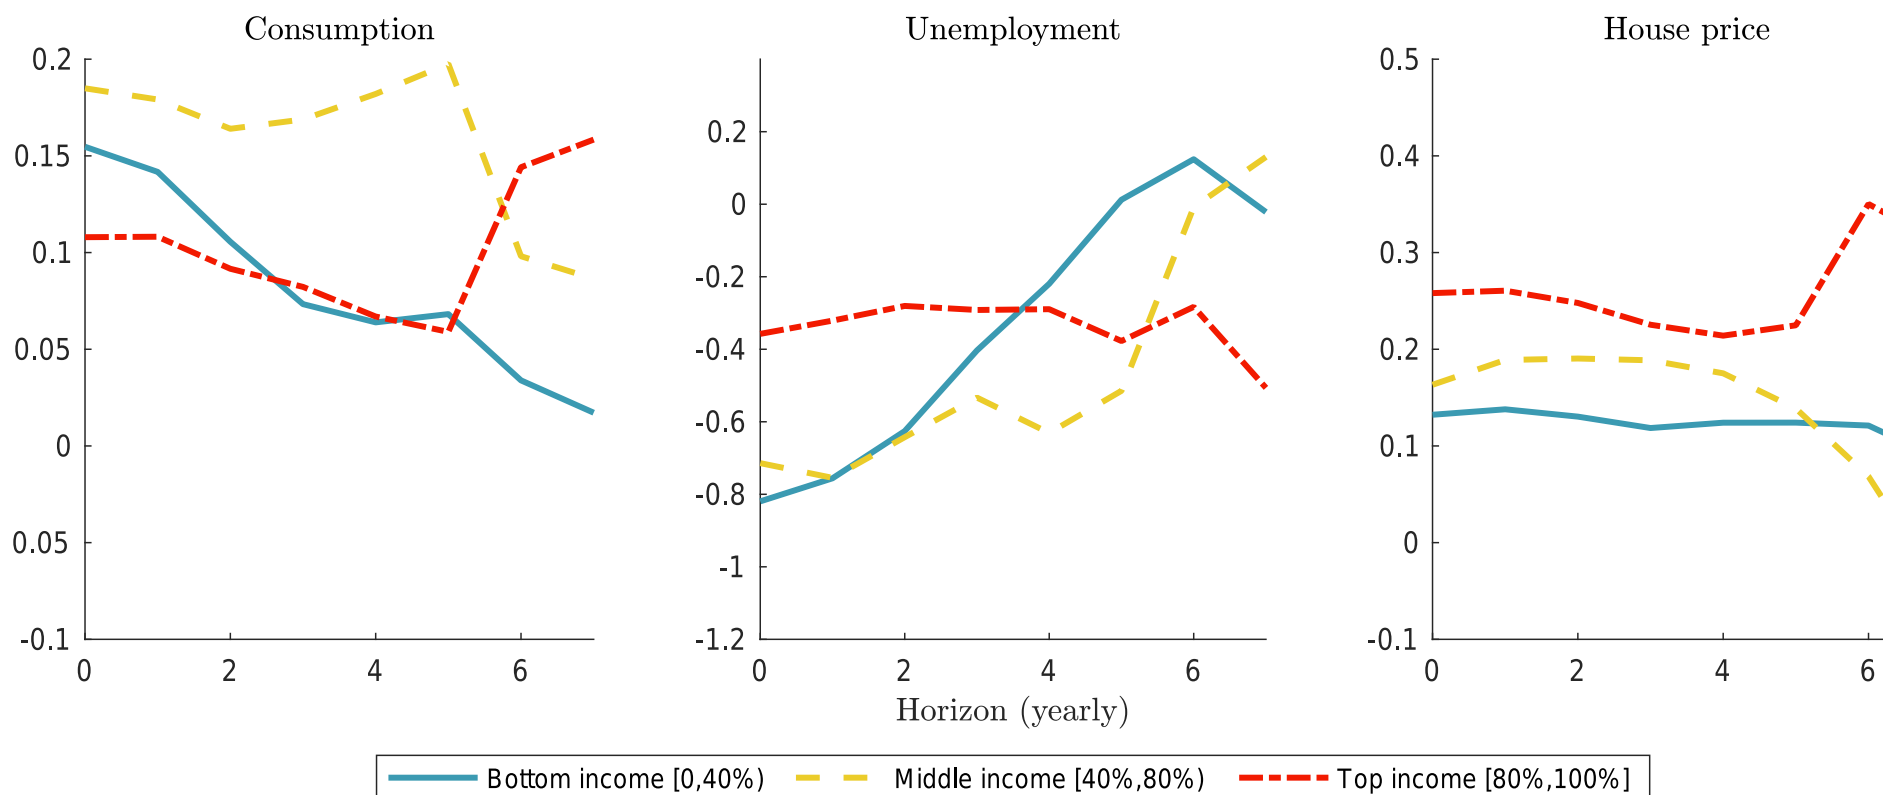 Consumption
0.2
0.15
0.1
0.05
0
0.05
-0.1
0 2 4 6
Unemployment
0.2
0
-0.2
-0.4
-0.6
-0.8
-1
-1.2
0 2 4 6
Horizon (yearly)
House price
0.5
0.4
0.3
0.2
0.1
0
-0.1
0 2 4 6
Bottom income [0,40%) Middle income [40%,80%) Top income [80%,100%]